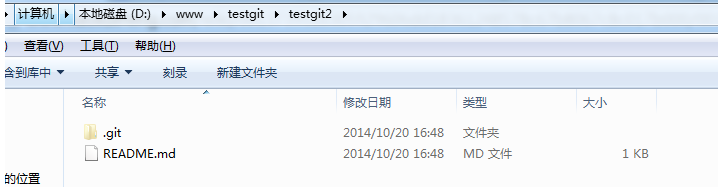 计算机 本地磁盘 (D:) www testgit testgit2
) 查看(V) 工具(T) 帮助(H)
含到库中 共享 刻录 新建文件夹
名称 修改日期 类型 大小
.git 2014/10/20 16:48 文件夹
README.md 2014/10/20 16:48 MD 文件 1 KB
的位置